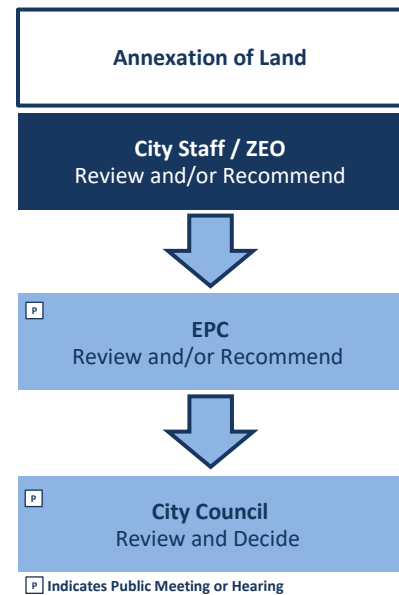 Annexation of Land
City Staff / ZEO
Review and/or Recommend
P
EPC
Review and/or Recommend
P
City Council
Review and Decide
P Indicates Public Meeting or Hearing